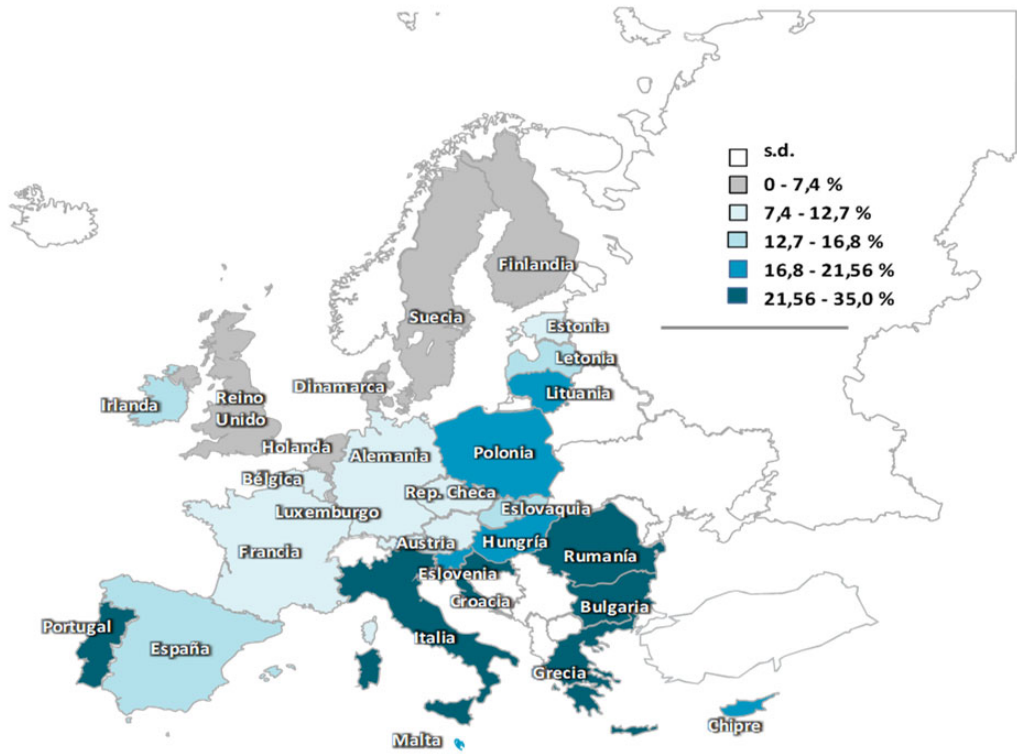 s.d.
0 - 7,4 %
7,4 - 12,7 %
12,7 - 16,8 %
16,8 - 21,56 %
21,56 - 35,0 %
Finlandia
Suecia
Estonia
Letonia
Dinamarca
Lituania
Irlanda
Reino
Unido
Holanda
Alemania
Polonia
Bélgica
Rep. Checa
Luxemburgo
Eslovaquia
Francia
Austria
Hungría
Rumanía
Eslovenia
Croacia
Bulgaria
Portugal
España
Italia
Grecia
Chipre
Malta